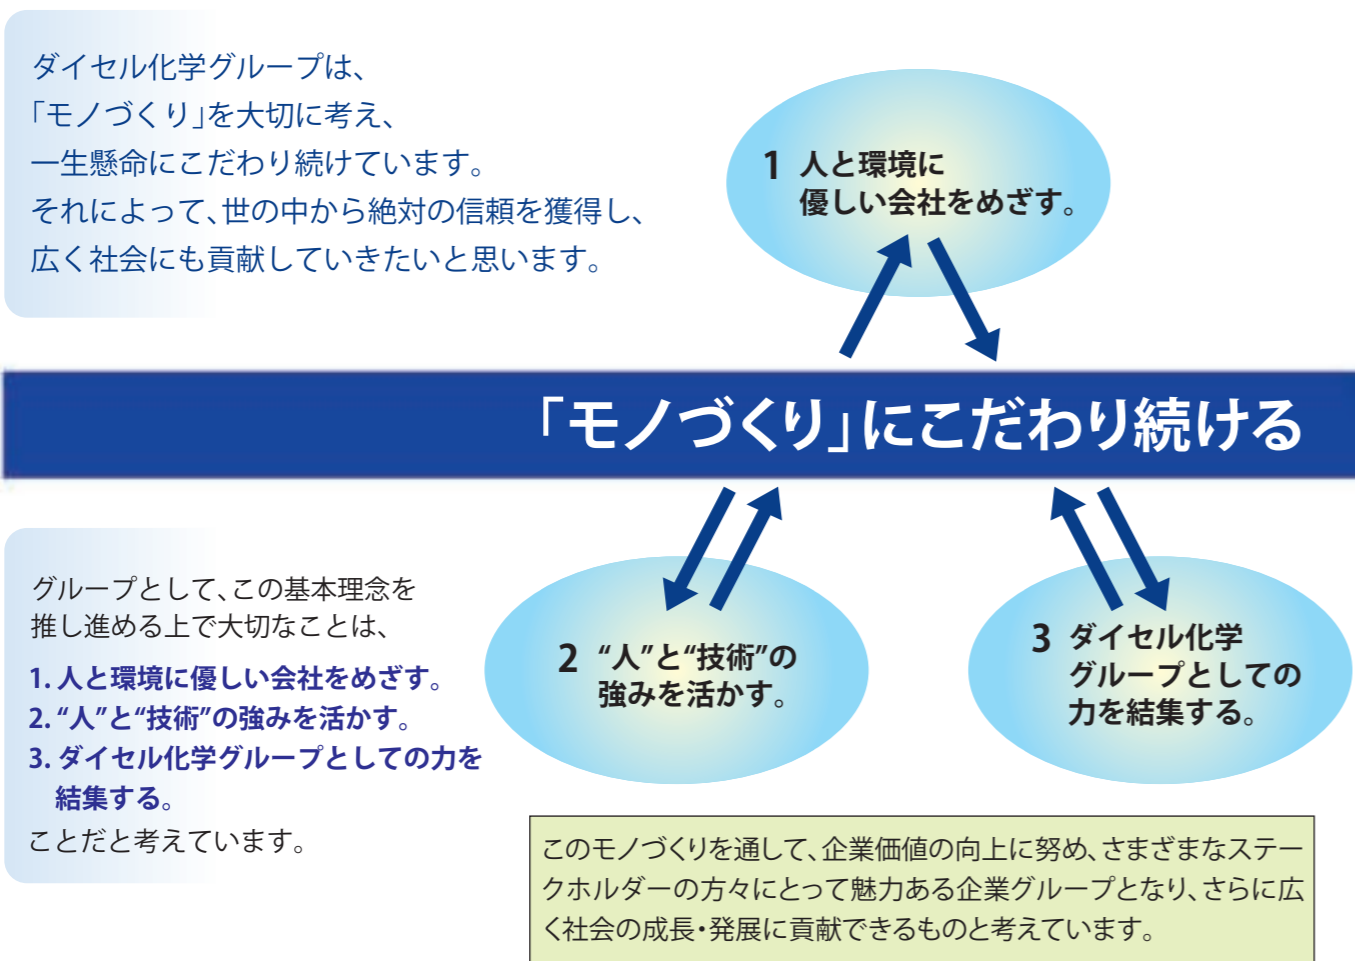 ダイセル化学グループは、
「モノづくり」を大切に考え、
一生懸命にこだわり続けています。
それによって、世の中から絶対の信頼を獲得し、
広く社会にも貢献していきたいと思います。
1 人と環境に
優しい会社をめざす。
「モノづくり」にこだわり続ける
グループとして、この基本理念を
推し進める上で大切なことは、
1. 人と環境に優しい会社をめざす。
2. “人”と“技術”の強みを活かす。
3. ダイセル化学グループとしての力を
結集する。
ことだと考えています。
2 “人”と“技術”の
強みを活かす。
3 ダイセル化学
グループとしての
力を結集する。
このモノづくりを通して、企業価値の向上に努め、さまざまなステー
クホルダーの方々にとって魅力ある企業グループとなり、さらに広
く社会の成長・発展に貢献できるものと考えています。